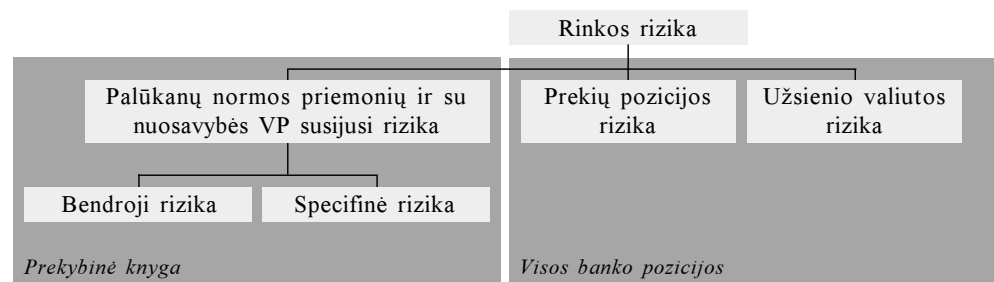 Rinkos rizika
Palūkanų normos priemonių ir su
nuosavybės VP susijusi rizika
Prekių pozicijos
rizika
Užsienio valiutos
rizika
Bendroji rizika
Specifinė rizika
Prekybinė knyga
Visos banko pozicijos